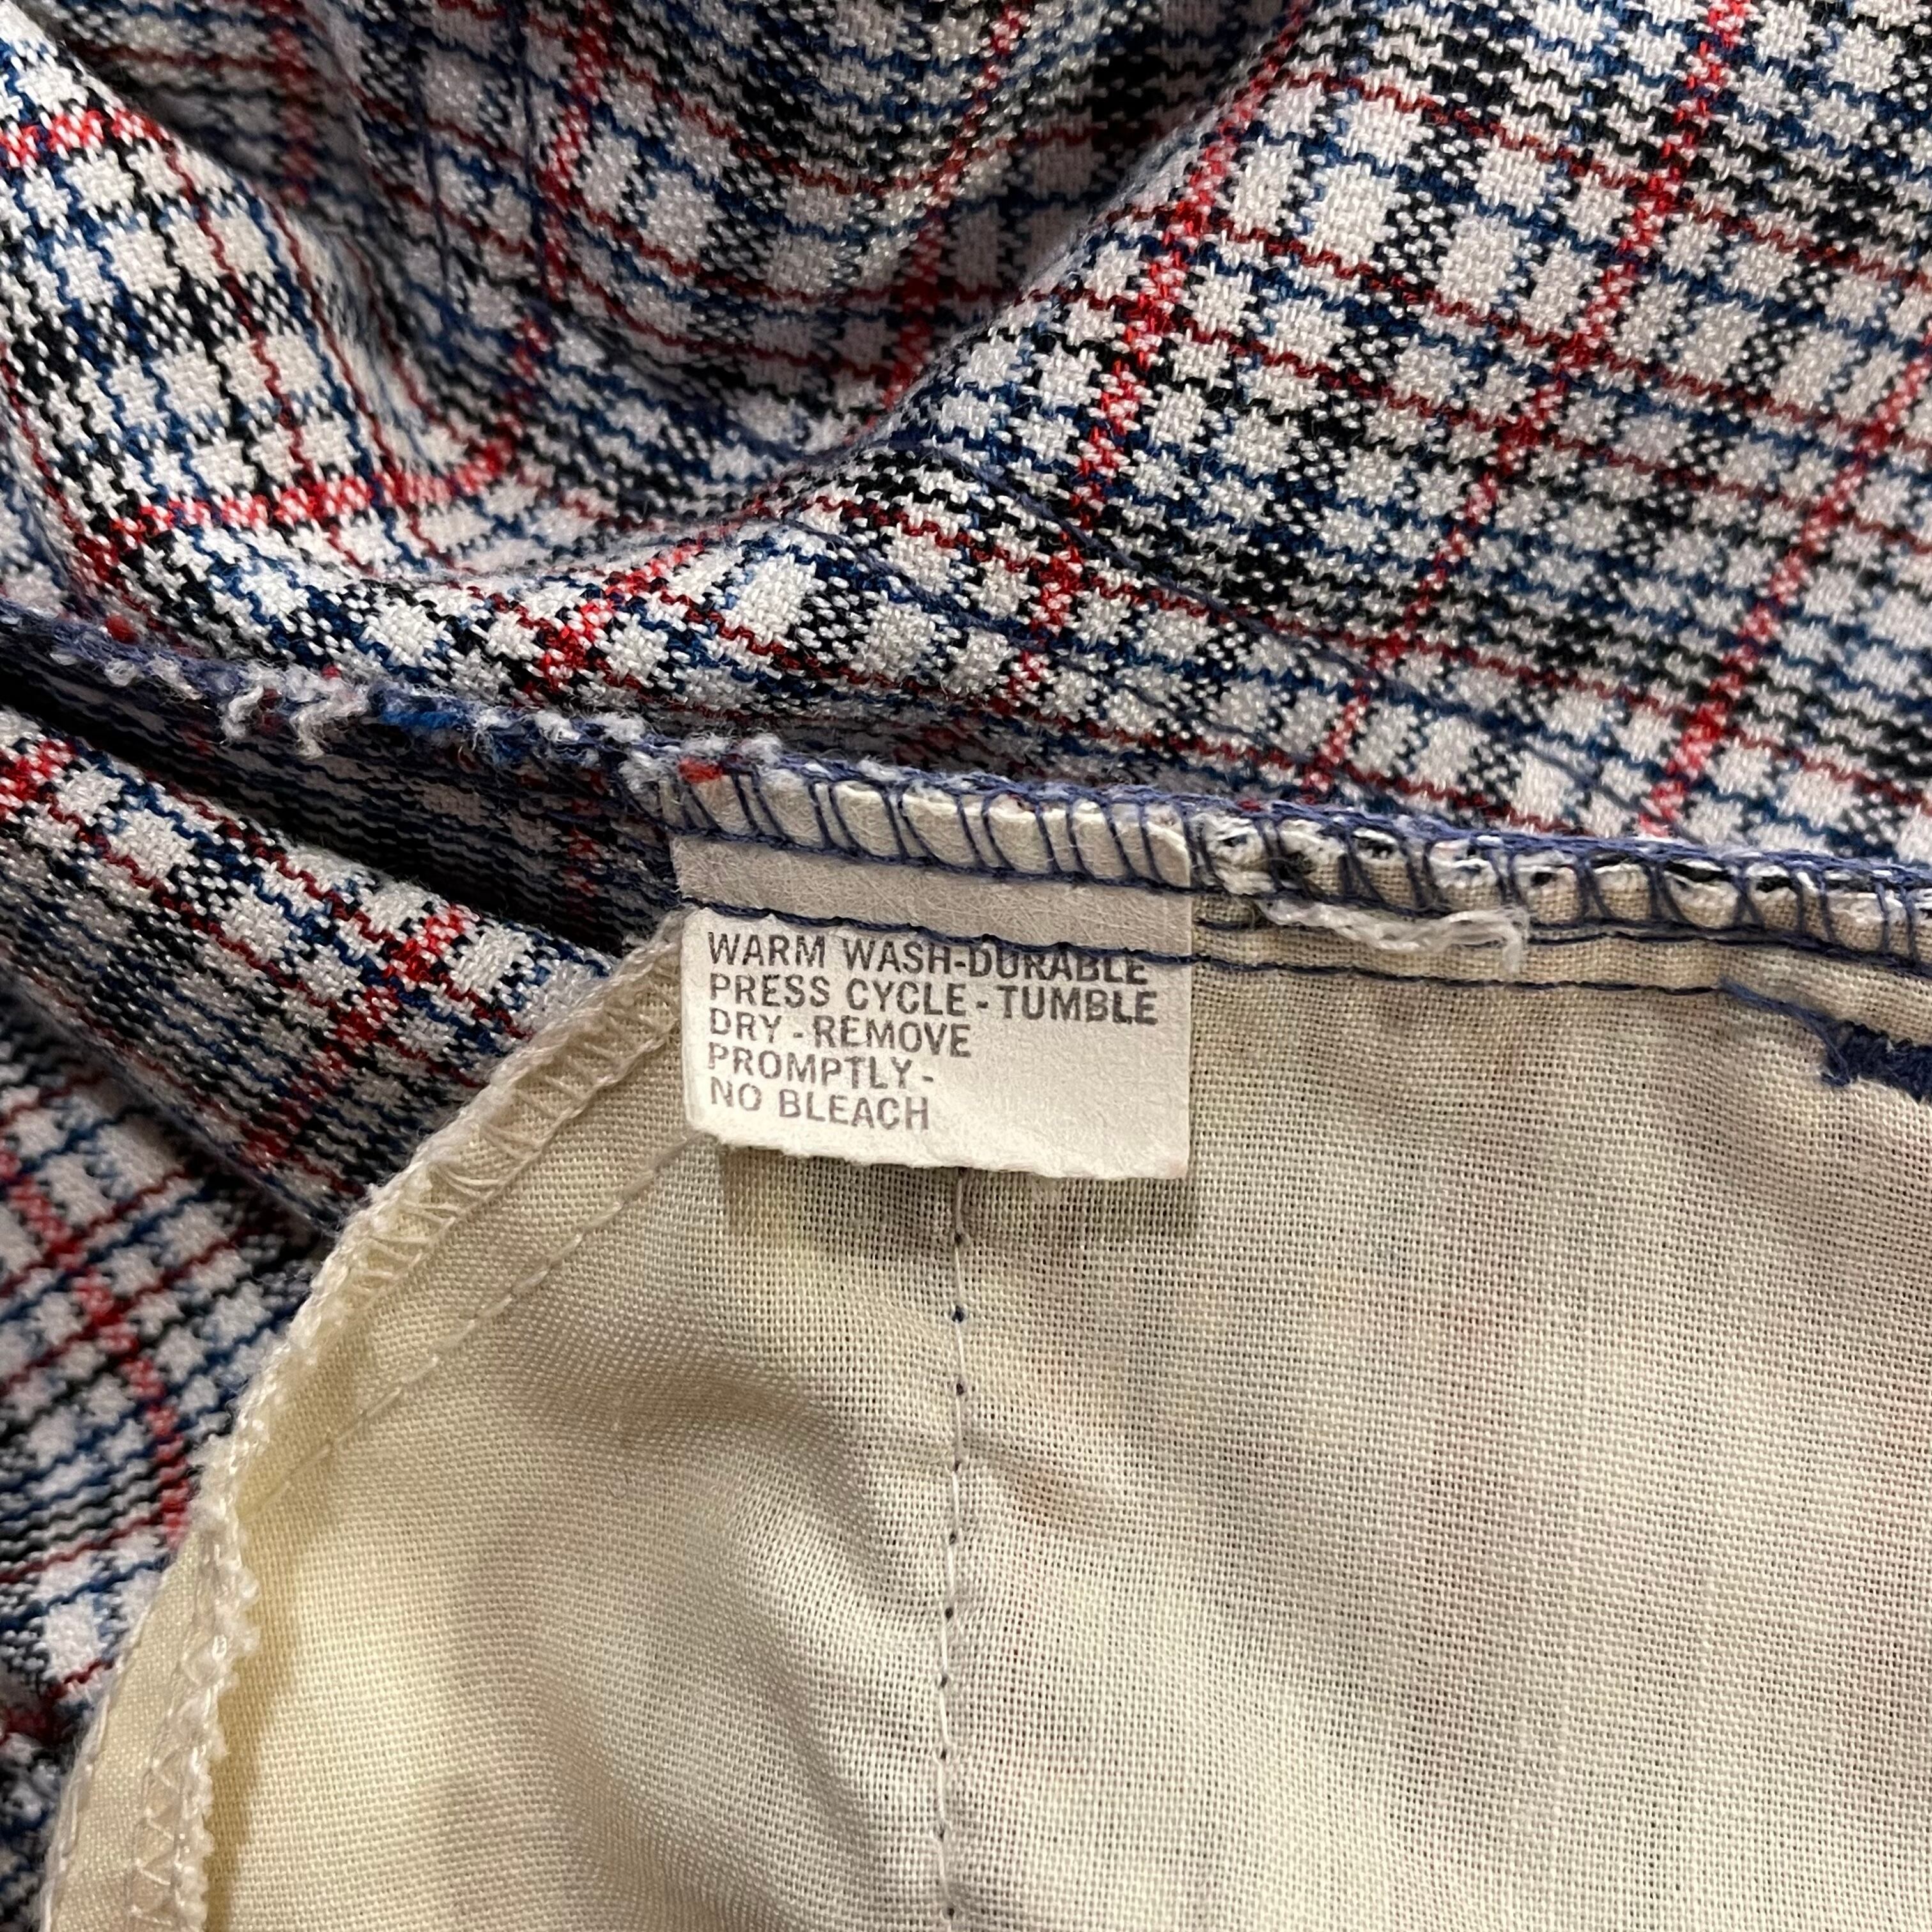 WARM WASH-DURABLE
PRESS CYCLE-TUMBLE
DRY-REMOVE
PROMPTLY-
NO BLEACH